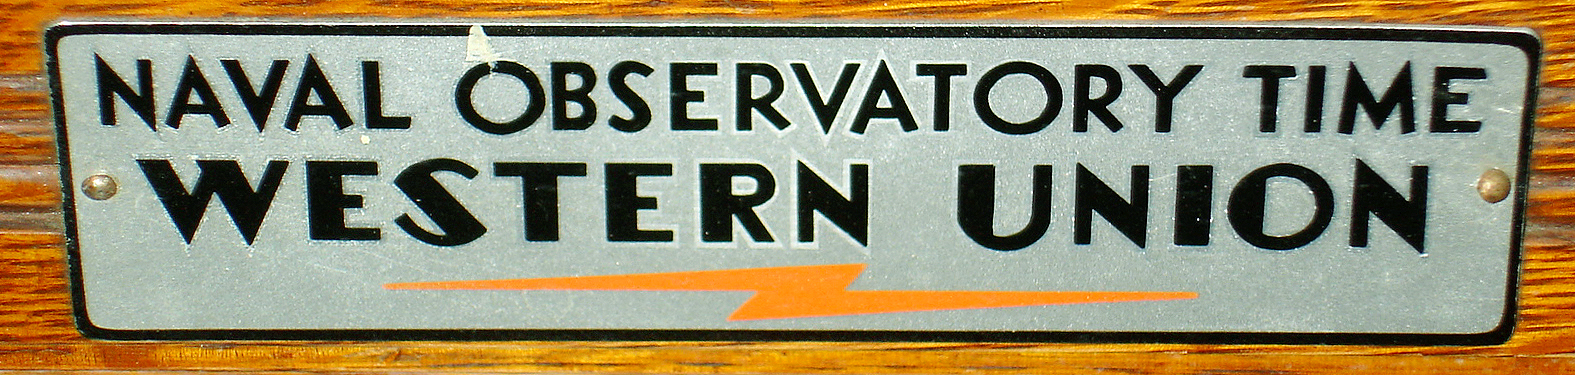 NAVAL OBSERVATORY TIME
WESTERN UNION